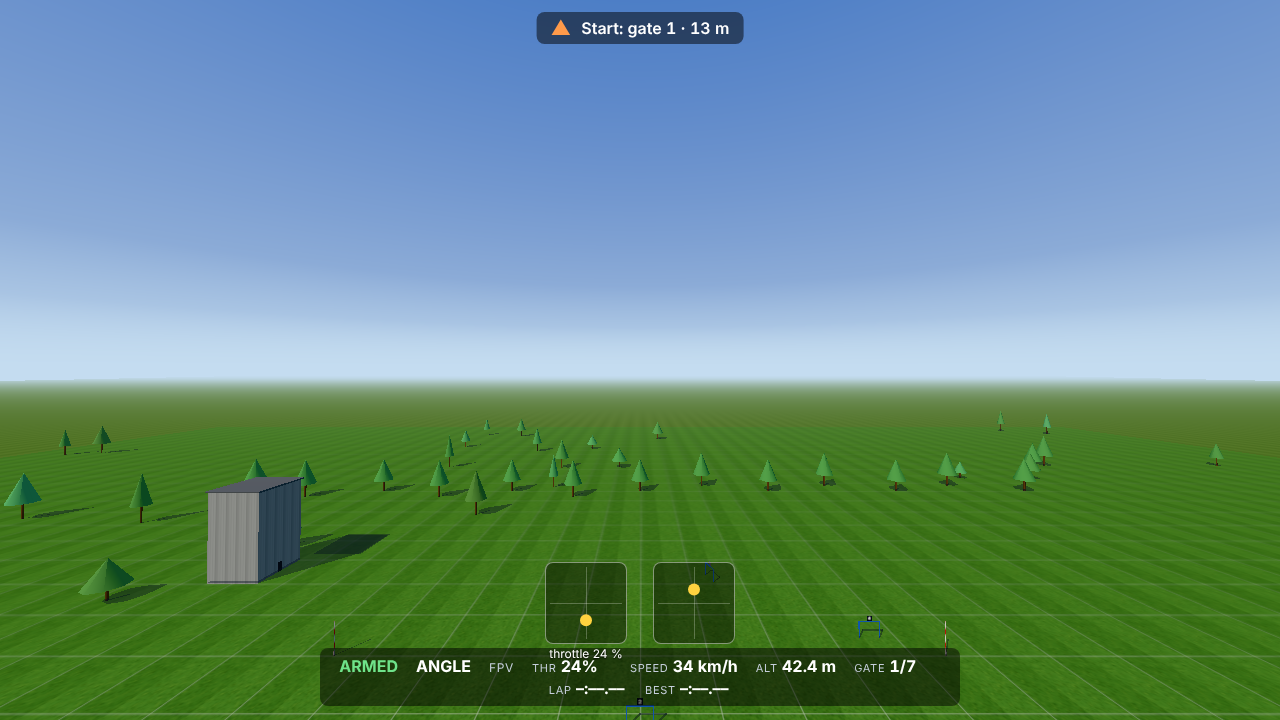 Start: gate 1 · 13 m
throttle 24 %
ARMED ANGLE FPV THR 24% SPEED 34 km/h ALT 42.4 m GATE 1/7
LAP –:––.–– BEST –:––.––